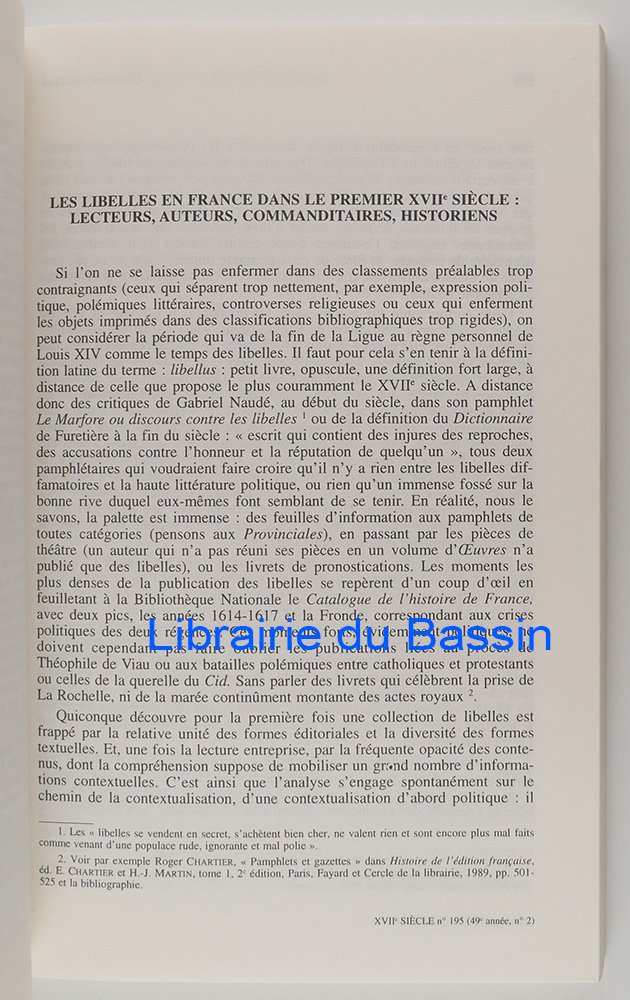 LES LIBELLES EN FRANCE DANS LE PREMIER XVIIe SIÈCLE :
LECTEURS, AUTEURS, COMMANDITAIRES, HISTORIENS
Si l'on ne se laisse pas enfermer dans des classements préalables trop
contraignants (ceux qui séparent trop nettement, par exemple, expression poli-
tique, polémiques littéraires, controverses religieuses ou ceux qui enferment
les objets imprimés dans des classifications bibliographiques trop rigides), on
peut considérer la période qui va de la fin de la Ligue au règne personnel de
Louis XIV comme le temps des libelles. Il faut pour cela s'en tenir à la défini-
tion latine du terme : libellus : petit livre, opuscule, une définition fort large, à
distance de celle que propose le plus couramment le XVIIe siècle. A distance
donc des critiques de Gabriel Naudé, au début du siècle, dans son pamphlet
Le Marfore ou discours contre les libelles 1 ou de la définition du Dictionnaire
de Furetière à la fin du siècle : « escrit qui contient des injures des reproches,
des accusations contre l'honneur et la réputation de quelqu'un », tous deux
pamphlétaires qui voudraient faire croire qu'il n'y a rien entre les libelles dif-
famatoires et la haute littérature politique, ou rien qu'un immense fossé sur la
bonne rive duquel eux-mêmes font semblant de se tenir. En réalité, nous le
savons, la palette est immense : des feuilles d'information aux pamphlets de
toutes catégories (pensons aux Provinciales), en passant par les pièces de
théâtre (un auteur qui n'a pas réuni ses pièces en un volume d'Œuvres n'a
publié que des libelles), ou les livrets de pronostications. Les moments les
plus denses de la publication des libelles se repèrent d'un coup d'œil en
feuilletant à la Bibliothèque Nationale le Catalogue de l'histoire de France,
avec deux pics, les années 1614-1617 et la Fronde, correspondant aux crises
politiques des deux régences. Ces moments forts, évidemment politiques, ne
doivent cependant pas faire oublier les publications liées au procès de
Théophile de Viau ou aux batailles polémiques entre catholiques et protestants
ou celles de la querelle du Cid. Sans parler des livrets qui célèbrent la prise de
La Rochelle, ni de la marée continûment montante des actes royaux 2.
Quiconque découvre pour la première fois une collection de libelles est
frappé par la relative unité des formes éditoriales et la diversité des formes
textuelles. Et, une fois la lecture entreprise, par la fréquente opacité des conte-
nus, dont la compréhension suppose de mobiliser un grand nombre d'informa-
tions contextuelles. C'est ainsi que l'analyse s'engage spontanément sur le
chemin de la contextualisation, d'une contextualisation d'abord politique : il
1. Les « libelles se vendent en secret, s'achètent bien cher, ne valent rien et sont encore plus mal faits
comme venant d'une populace rude, ignorante et mal polie ».
2. Voir par exemple Roger CHARTIER, « Pamphlets et gazettes » dans Histoire de l'édition française,
éd. E. CHARTIER et H.-J. MARTIN, tome 1, 2e édition, Paris, Fayard et Cercle de la librairie, 1989, pp. 501-
525 et la bibliographie.
XVIIe SIÈCLE n° 195 (49e année, n° 2)
Librairie du Bassin